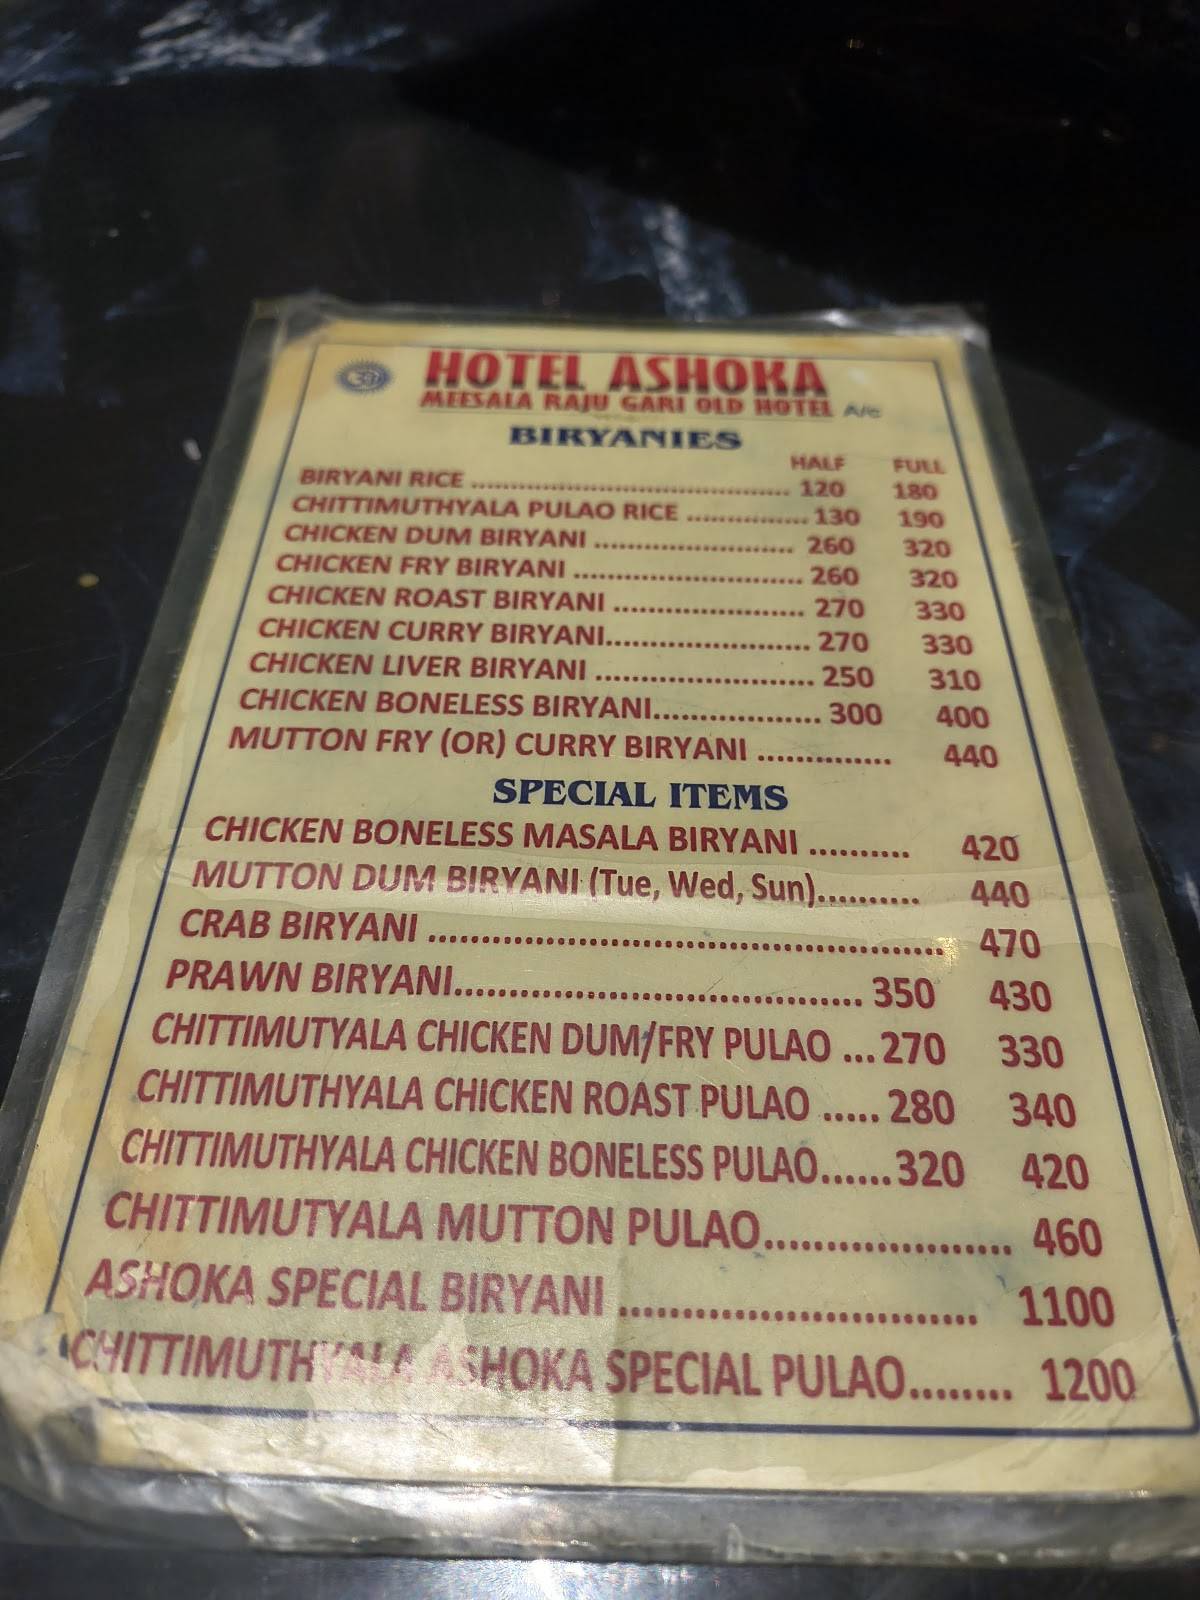 ॐ
HOTEL ASHOKA
MEESALA RAJU GARI OLD HOTEL A/c
BIRYANIES
HALF FULL
BIRYANI RICE ........................................ 120 180
CHITTIMUTHYALA PULAO RICE ............... 130 190
CHICKEN DUM BIRYANI ......................... 260 320
CHICKEN FRY BIRYANI ............................. 260 320
CHICKEN ROAST BIRYANI ........................ 270 330
CHICKEN CURRY BIRYANI......................... 270 330
CHICKEN LIVER BIRYANI .......................... 250 310
CHICKEN BONELESS BIRYANI.................... 300 400
MUTTON FRY (OR) CURRY BIRYANI .............. 440
SPECIAL ITEMS
CHICKEN BONELESS MASALA BIRYANI .......... 420
MUTTON DUM BIRYANI (Tue, Wed, Sun).......... 440
CRAB BIRYANI ................................................ 470
PRAWN BIRYANI...................................... 350 430
CHITTIMUTYALA CHICKEN DUM/FRY PULAO ... 270 330
CHITTIMUTHYALA CHICKEN ROAST PULAO ..... 280 340
CHITTIMUTHYALA CHICKEN BONELESS PULAO...... 320 420
CHITTIMUTYALA MUTTON PULAO.................... 460
ASHOKA SPECIAL BIRYANI ............................ 1100
CHITTIMUTHYALA ASHOKA SPECIAL PULAO........ 1200